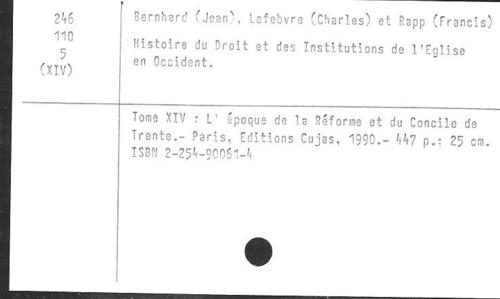 246
110
5
(XIV)
Bernhard (Jean), Lefebvre (Charles) et Rapp (Francis)
Histoire du Droit et des Institutions de l'Eglise
en Occident.
Tome XIV : L' époque de la Réforme et du Concile de
Trente.- Paris, Editions Cujas, 1990.- 447 p.; 25 cm.
ISBN 2-254-90061-4